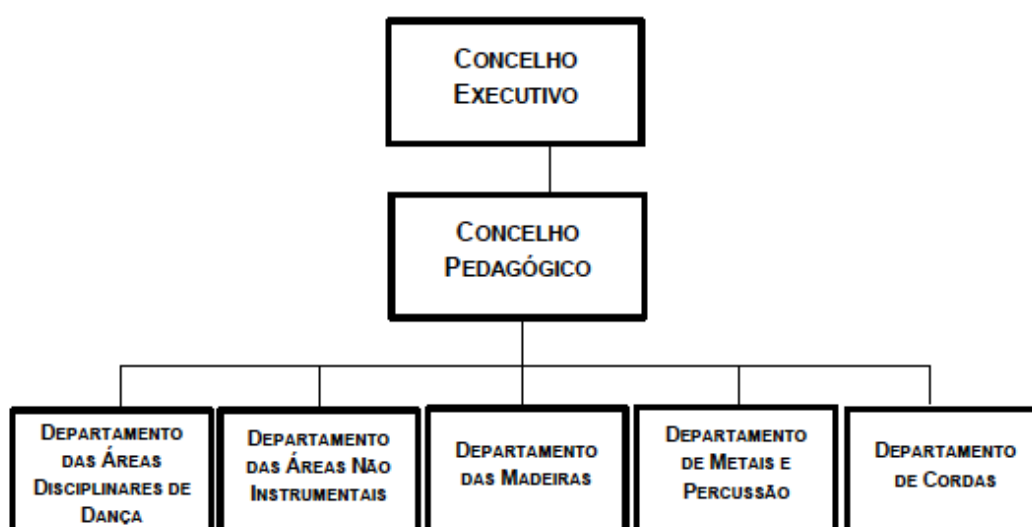 CONCELHO
EXECUTIVO
CONCELHO
PEDAGÓGICO
DEPARTAMENTO
DAS ÁREAS
DISCIPLINARES DE
DANÇA
DEPARTAMENTO
DAS ÁREAS NÃO
INSTRUMENTAIS
DEPARTAMENTO
DAS MADEIRAS
DEPARTAMENTO
DE METAIS E
PERCUSSÃO
DEPARTAMENTO
DE CORDAS